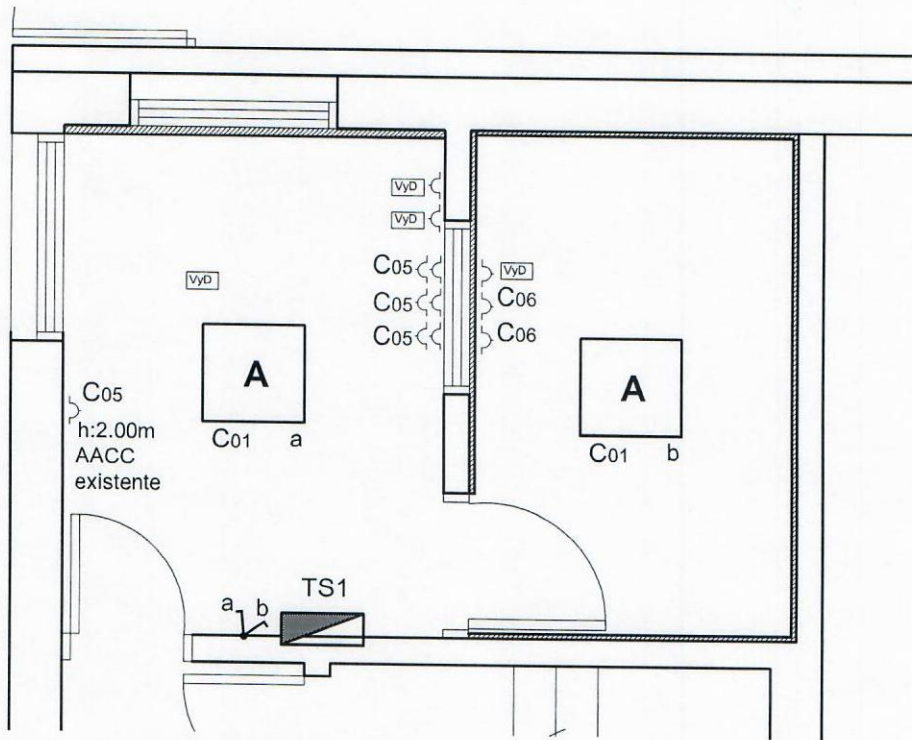 VyD
VyD
C05
VyD
VyD
C05
C06
C05
C06
A
A
C05
C01 a
h:2.00m
C01 b
AACC
existente
TS1
a b